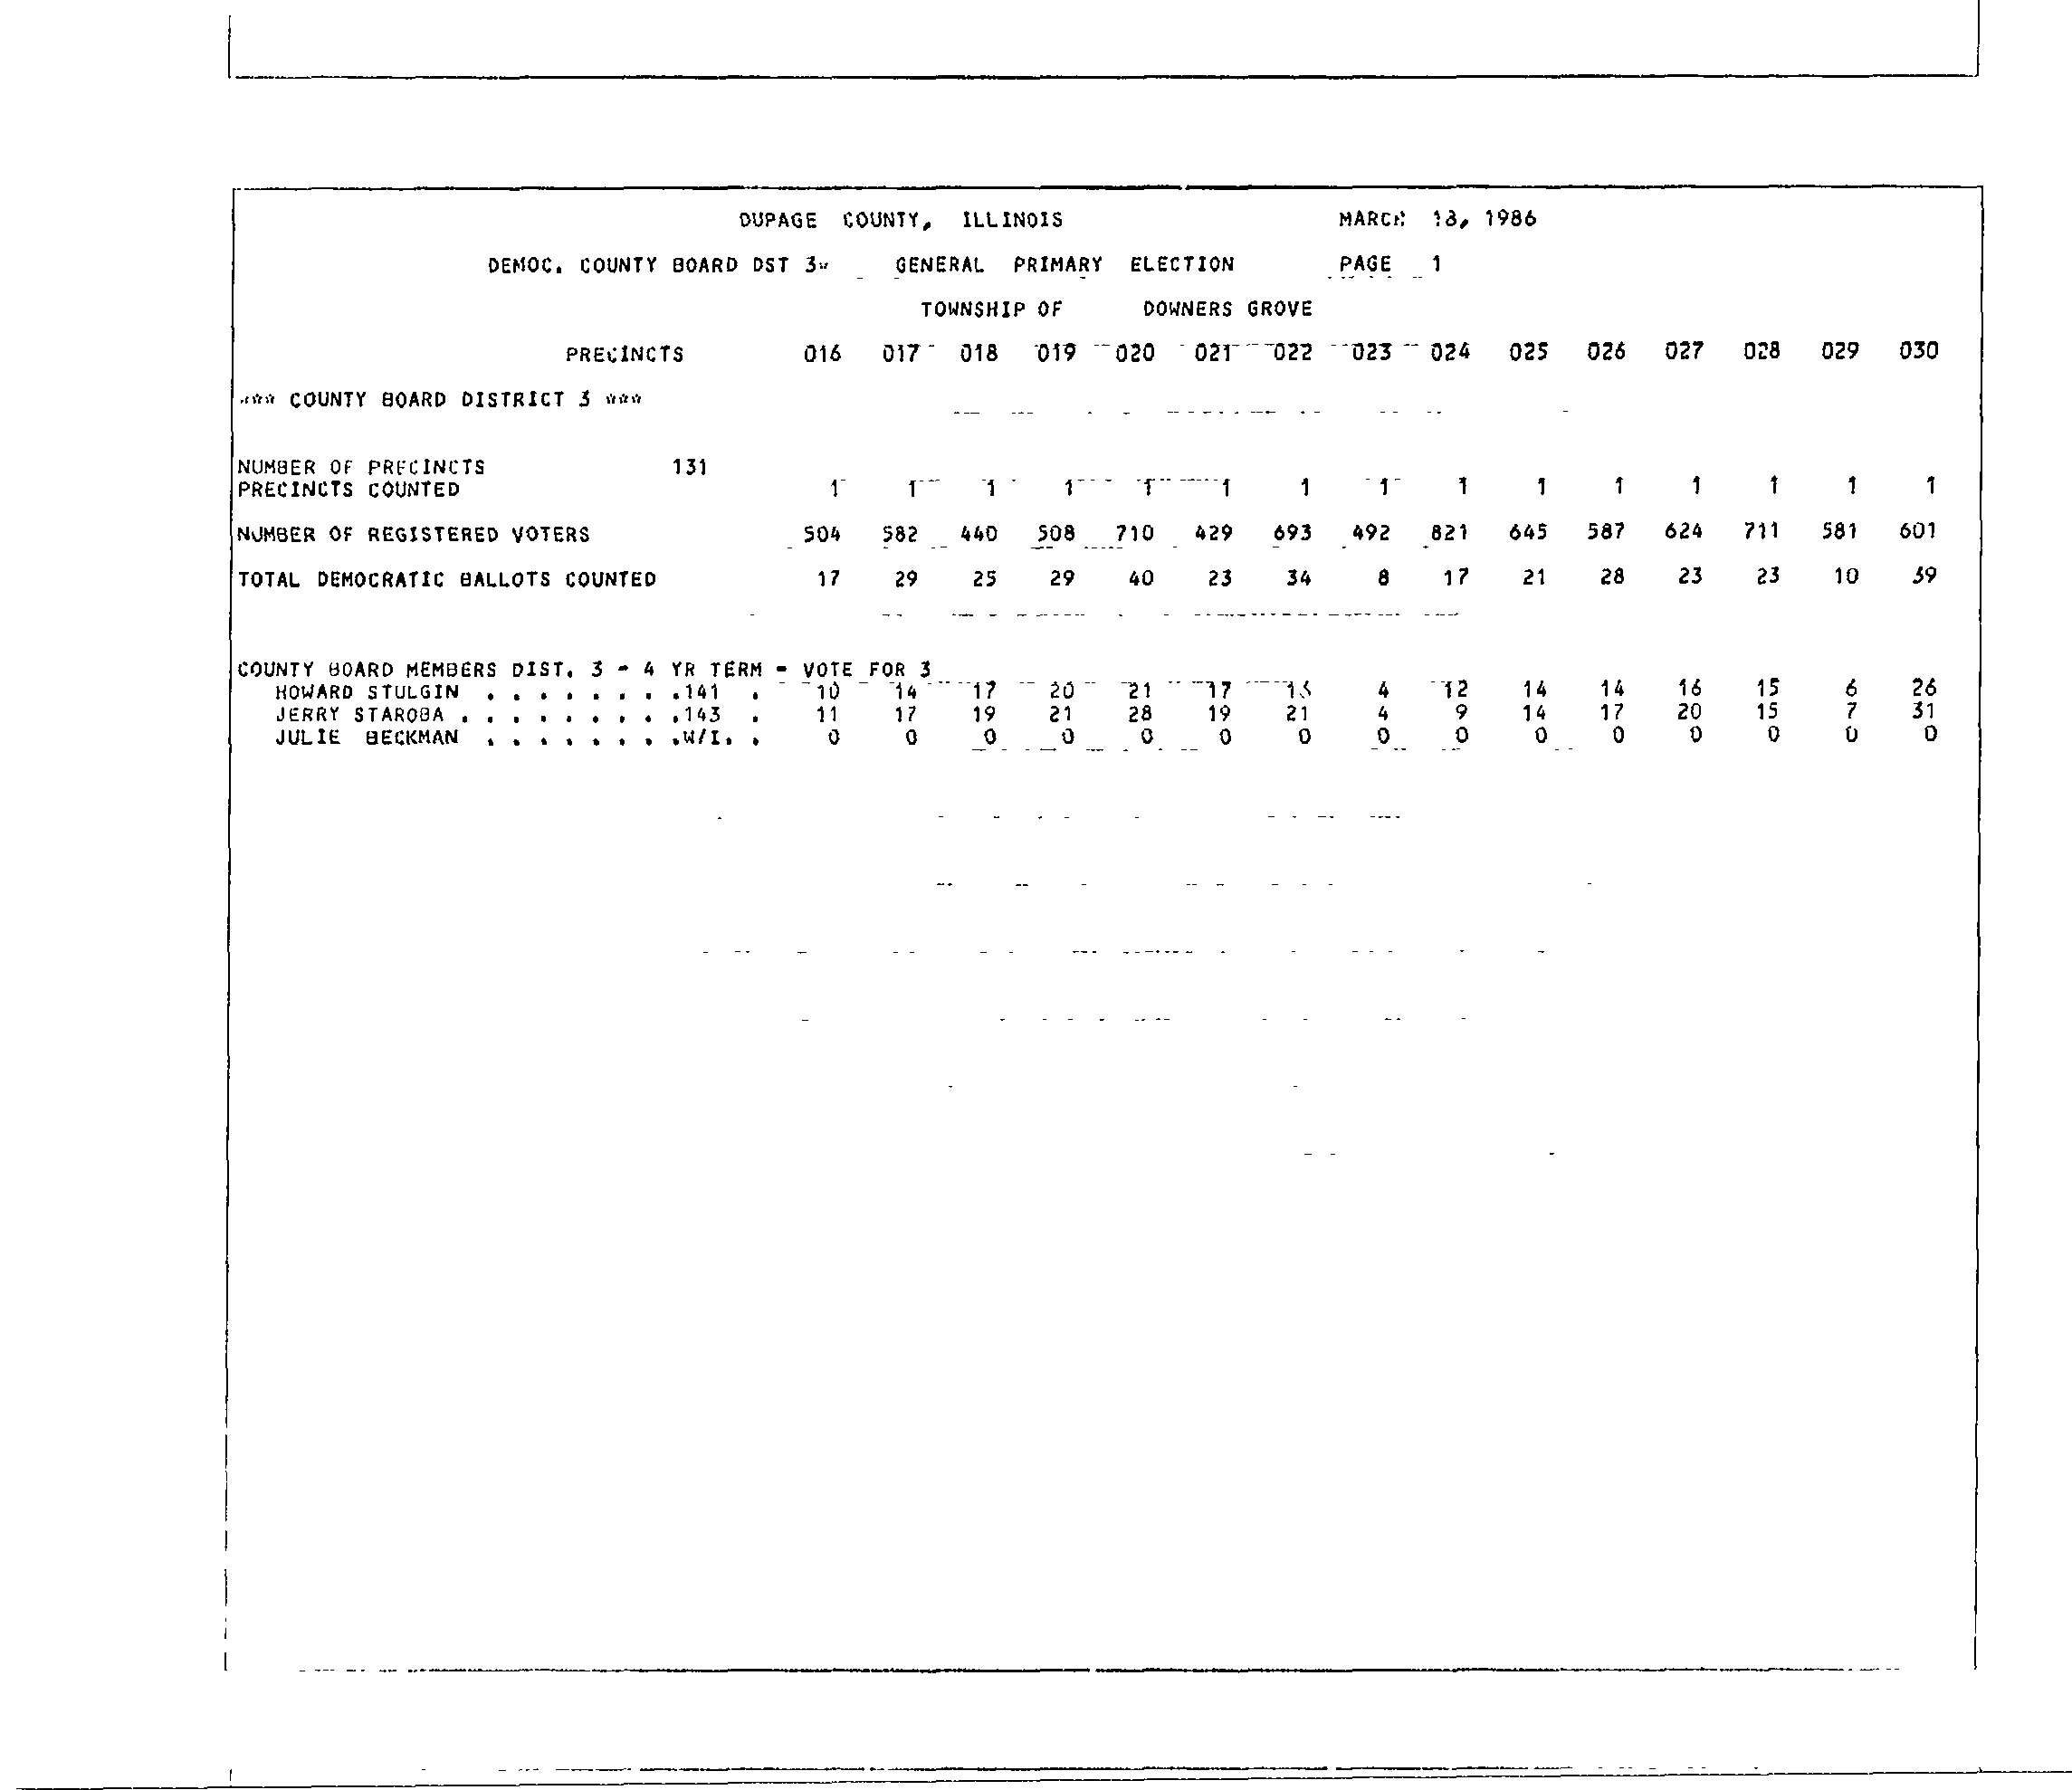 DUPAGE COUNTY, ILLINOIS MARCH 18, 1986
DEMOC. COUNTY BOARD DST 3* GENERAL PRIMARY ELECTION PAGE 1
TOWNSHIP OF DOWNERS GROVE
PRECINCTS 016 017 018 019 020 021 022 023 024 025 026 027 028 029 030
*** COUNTY BOARD DISTRICT 3 ***
NUMBER OF PRECINCTS 131
PRECINCTS COUNTED 1 1 1 1 1 1 1 1 1 1 1 1 1 1 1
NUMBER OF REGISTERED VOTERS 504 582 440 508 710 429 693 492 821 645 587 624 711 581 601
TOTAL DEMOCRATIC BALLOTS COUNTED 17 29 25 29 40 23 34 8 17 21 28 23 23 10 39
COUNTY BOARD MEMBERS DIST. 3 - 4 YR TERM - VOTE FOR 3
HOWARD STULGIN . . . . . . . .141 . 10 14 17 20 21 17 4 12 14 14 16 15 6 26
JERRY STAROBA . . . . . . . . .143 . 11 17 19 21 28 19 21 4 9 14 17 20 15 7 31
JULIE BECKMAN . . . . . . . .W/I. . 0 0 0 0 0 0 0 0 0 0 0 0 0 0 0